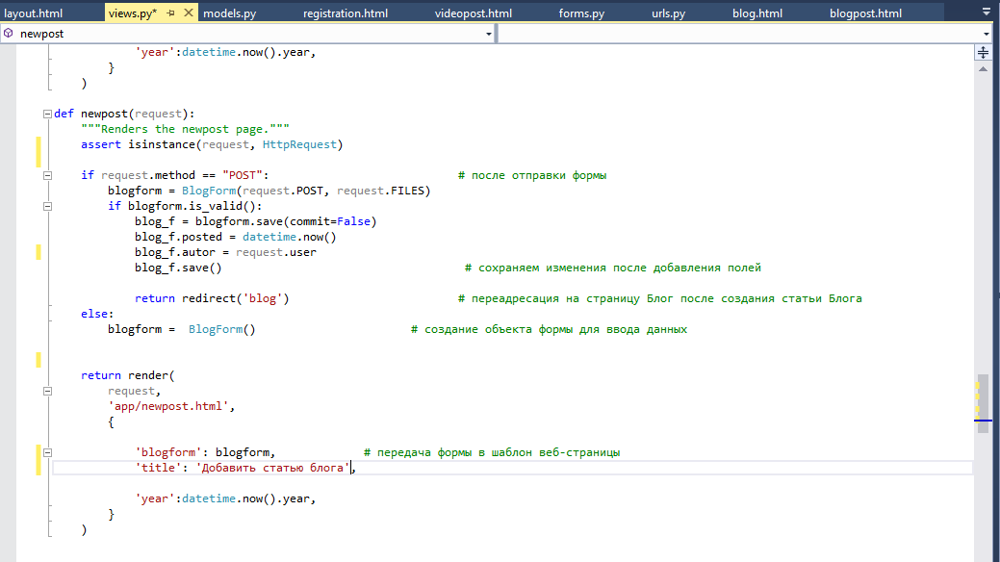 layout.html views.py* models.py registration.html videopost.html forms.py urls.py blog.html blogpost.html
newpost
'year':datetime.now().year,
}
)
def newpost(request):
"""Renders the newpost page."""
assert isinstance(request, HttpRequest)
if request.method == "POST": # после отправки формы
blogform = BlogForm(request.POST, request.FILES)
if blogform.is_valid():
blog_f = blogform.save(commit=False)
blog_f.posted = datetime.now()
blog_f.autor = request.user
blog_f.save() # сохраняем изменения после добавления полей
return redirect('blog') # переадресация на страницу Блог после создания статьи Блога
else:
blogform = BlogForm() # создание объекта формы для ввода данных
return render(
request,
'app/newpost.html',
{
'blogform': blogform, # передача формы в шаблон веб-страницы
'title': 'Добавить статью блога',
'year':datetime.now().year,
}
)